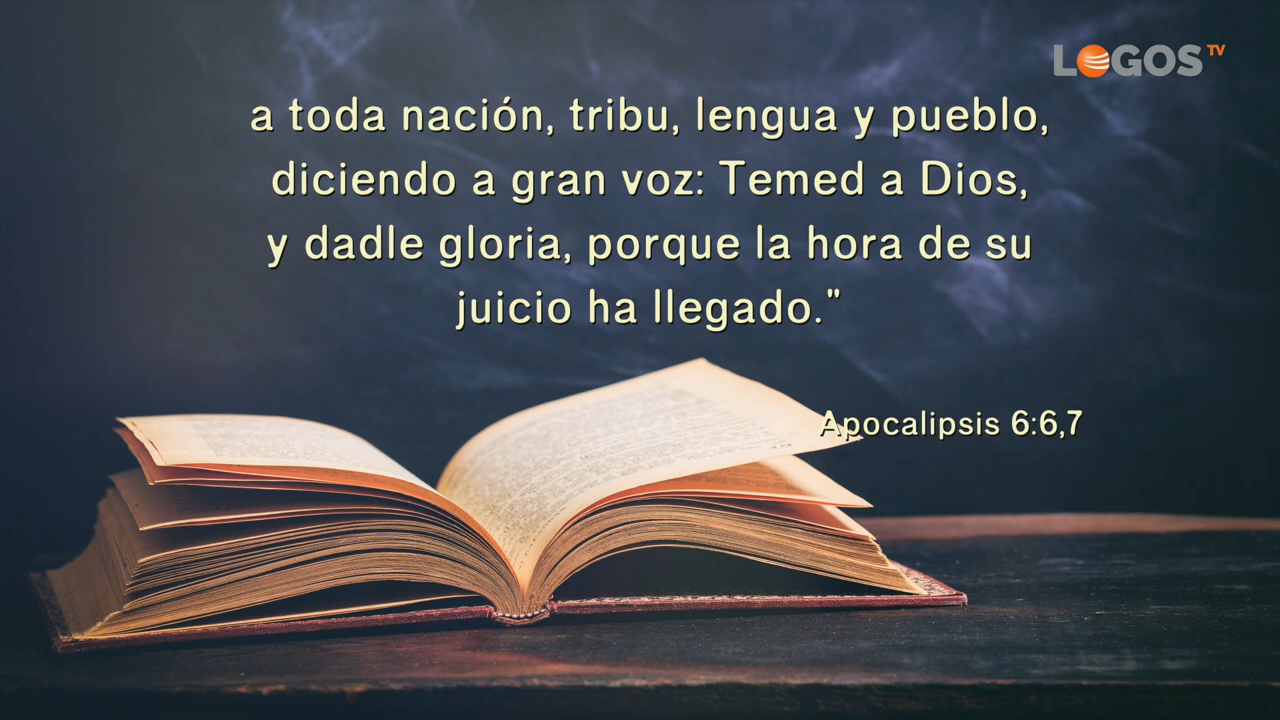 LOGOS TV
a toda nación, tribu, lengua y pueblo,
diciendo a gran voz: Temed a Dios,
y dadle gloria, porque la hora de su
juicio ha llegado."
Apocalipsis 6:6,7